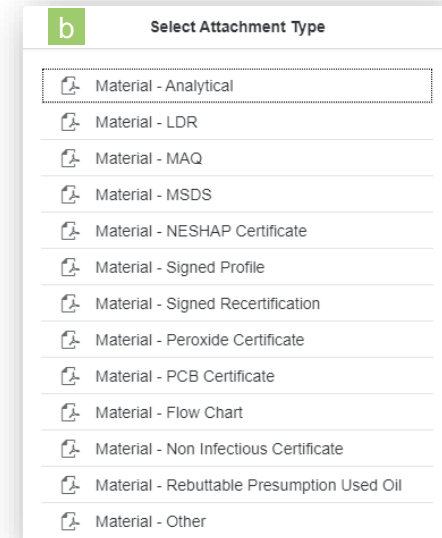 b
Select Attachment Type
Material - Analytical
Material - LDR
Material - MAQ
Material - MSDS
Material - NESHAP Certificate
Material - Signed Profile
Material - Signed Recertification
Material - Peroxide Certificate
Material - PCB Certificate
Material - Flow Chart
Material - Non Infectious Certificate
Material - Rebuttable Presumption Used Oil
Material - Other